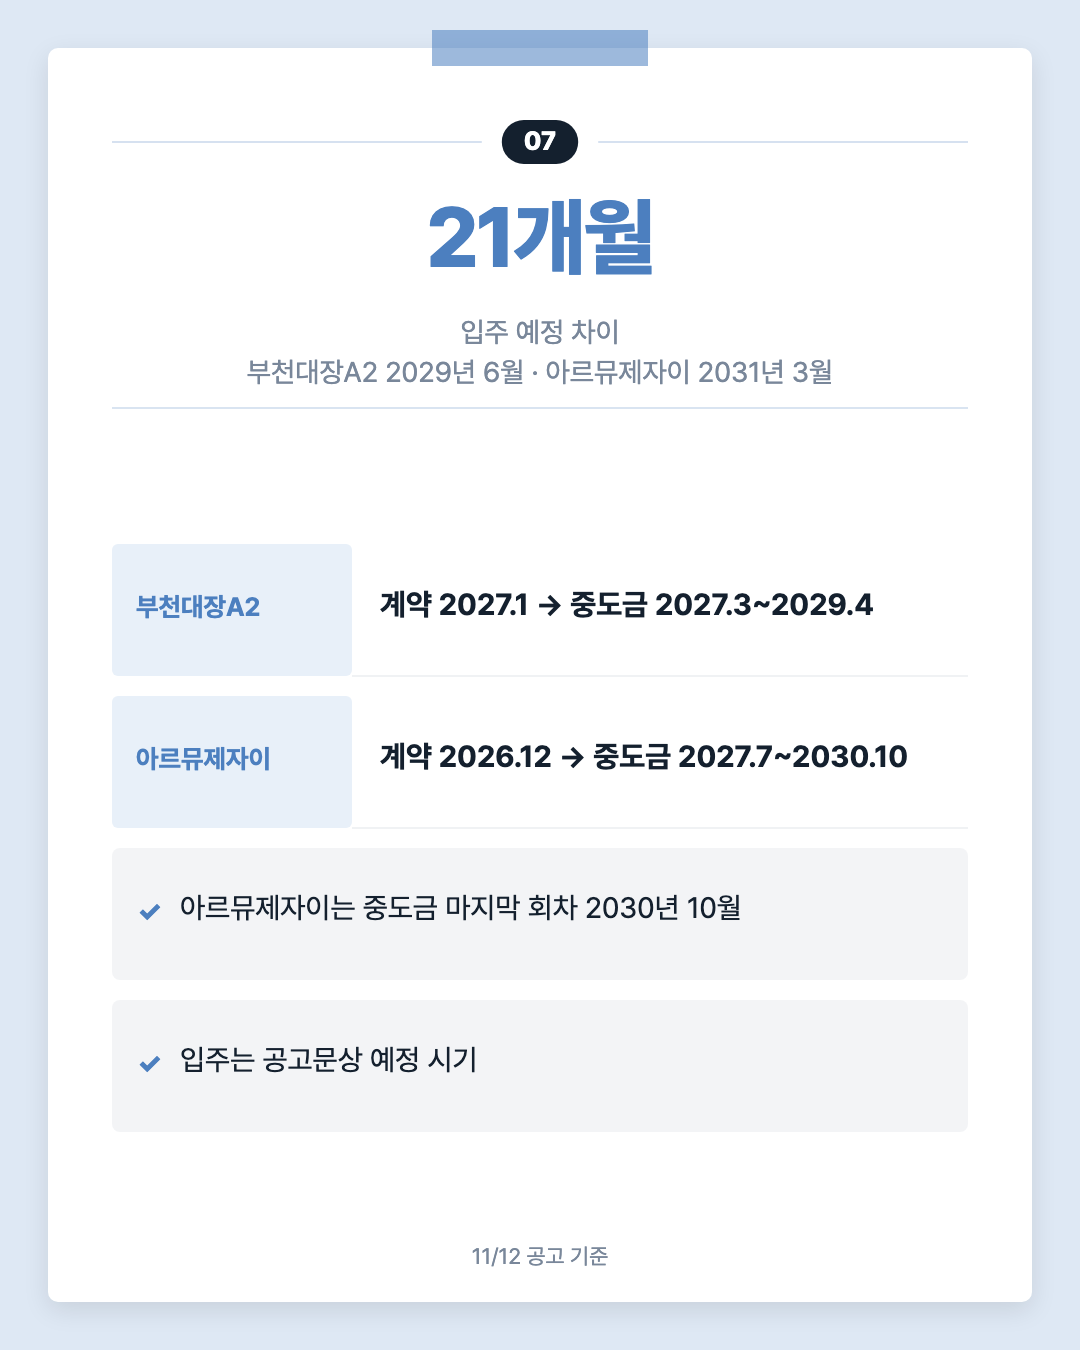 07
21개월
입주 예정 차이
부천대장A2 2029년 6월 · 아르뮤제자이 2031년 3월
부천대장A2
계약 2027.1 → 중도금 2027.3~2029.4
아르뮤제자이
계약 2026.12 → 중도금 2027.7~2030.10
아르뮤제자이는 중도금 마지막 회차 2030년 10월
입주는 공고문상 예정 시기
11/12 공고 기준